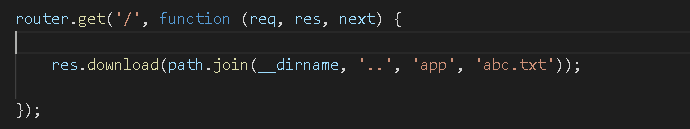 router.get('/', function (req, res, next) {
res.download(path.join(__dirname, '..', 'app', 'abc.txt'));
});